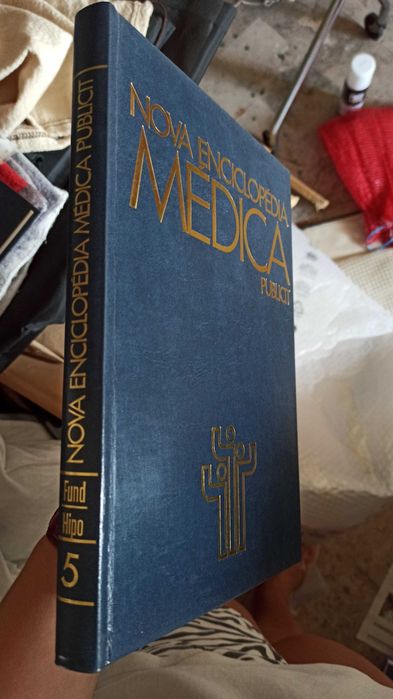 NOVA ENCICLOPÉDIA
MÉDICA
PUBLICIT
NOVA ENCICLOPÉDIA MÉDICA PUBLICIT
Fund
Hipo
5